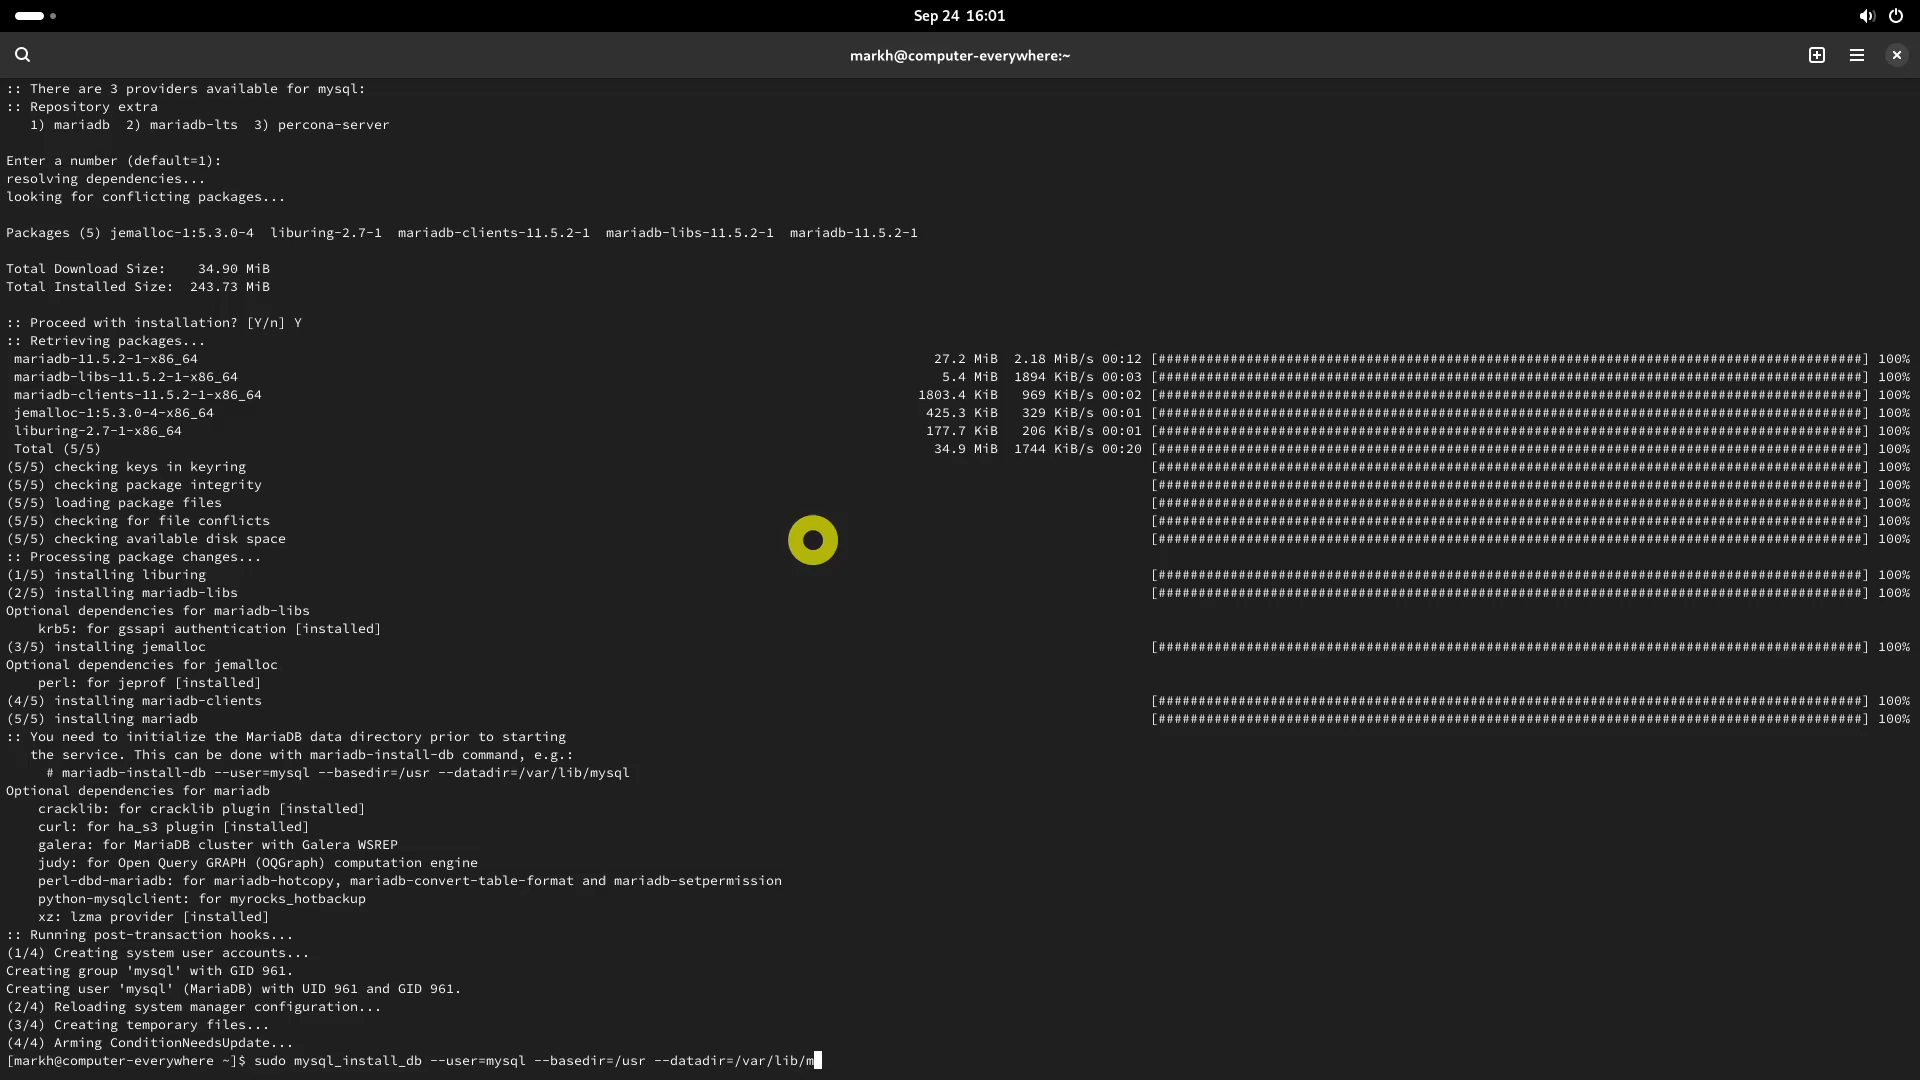 Sep 24 16:01
markh@computer-everywhere:~
:: There are 3 providers available for mysql:
:: Repository extra
1) mariadb 2) mariadb-lts 3) percona-server
Enter a number (default=1):
resolving dependencies...
looking for conflicting packages...
Packages (5) jemalloc-1:5.3.0-4 liburing-2.7-1 mariadb-clients-11.5.2-1 mariadb-libs-11.5.2-1 mariadb-11.5.2-1
Total Download Size: 34.90 MiB
Total Installed Size: 243.73 MiB
:: Proceed with installation? [Y/n] Y
:: Retrieving packages...
mariadb-11.5.2-1-x86_64 27.2 MiB 2.18 MiB/s 00:12 [########################################################################################] 100%
mariadb-libs-11.5.2-1-x86_64 5.4 MiB 1894 KiB/s 00:03 [########################################################################################] 100%
mariadb-clients-11.5.2-1-x86_64 1803.4 KiB 969 KiB/s 00:02 [########################################################################################] 100%
jemalloc-1:5.3.0-4-x86_64 425.3 KiB 329 KiB/s 00:01 [########################################################################################] 100%
liburing-2.7-1-x86_64 177.7 KiB 206 KiB/s 00:01 [########################################################################################] 100%
Total (5/5) 34.9 MiB 1744 KiB/s 00:20 [########################################################################################] 100%
(5/5) checking keys in keyring [########################################################################################] 100%
(5/5) checking package integrity [########################################################################################] 100%
(5/5) loading package files [########################################################################################] 100%
(5/5) checking for file conflicts [########################################################################################] 100%
(5/5) checking available disk space [########################################################################################] 100%
:: Processing package changes...
(1/5) installing liburing [########################################################################################] 100%
(2/5) installing mariadb-libs [########################################################################################] 100%
Optional dependencies for mariadb-libs
krb5: for gssapi authentication [installed]
(3/5) installing jemalloc [########################################################################################] 100%
Optional dependencies for jemalloc
perl: for jeprof [installed]
(4/5) installing mariadb-clients [########################################################################################] 100%
(5/5) installing mariadb [########################################################################################] 100%
:: You need to initialize the MariaDB data directory prior to starting
the service. This can be done with mariadb-install-db command, e.g.:
# mariadb-install-db --user=mysql --basedir=/usr --datadir=/var/lib/mysql
Optional dependencies for mariadb
cracklib: for cracklib plugin [installed]
curl: for ha_s3 plugin [installed]
galera: for MariaDB cluster with Galera WSREP
judy: for Open Query GRAPH (OQGraph) computation engine
perl-dbd-mariadb: for mariadb-hotcopy, mariadb-convert-table-format and mariadb-setpermission
python-mysqlclient: for myrocks_hotbackup
xz: lzma provider [installed]
:: Running post-transaction hooks...
(1/4) Creating system user accounts...
Creating group 'mysql' with GID 961.
Creating user 'mysql' (MariaDB) with UID 961 and GID 961.
(2/4) Reloading system manager configuration...
(3/4) Creating temporary files...
(4/4) Arming ConditionNeedsUpdate...
[markh@computer-everywhere ~]$ sudo mysql_install_db --user=mysql --basedir=/usr --datadir=/var/lib/m